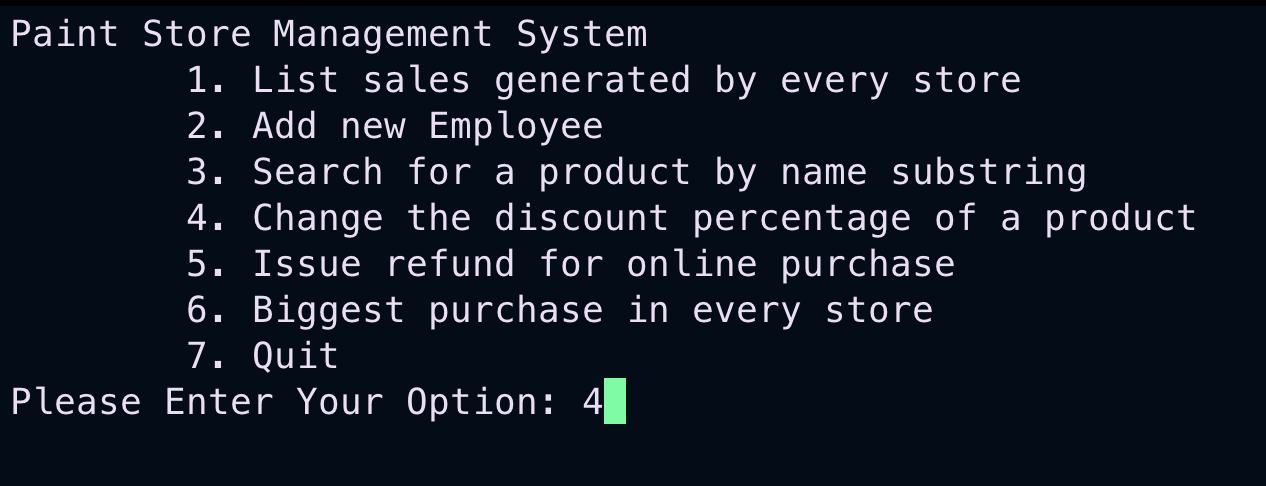 Paint Store Management System
1. List sales generated by every store
2. Add new Employee
3. Search for a product by name substring
4. Change the discount percentage of a product
5. Issue refund for online purchase
6. Biggest purchase in every store
7. Quit
Please Enter Your Option: 4